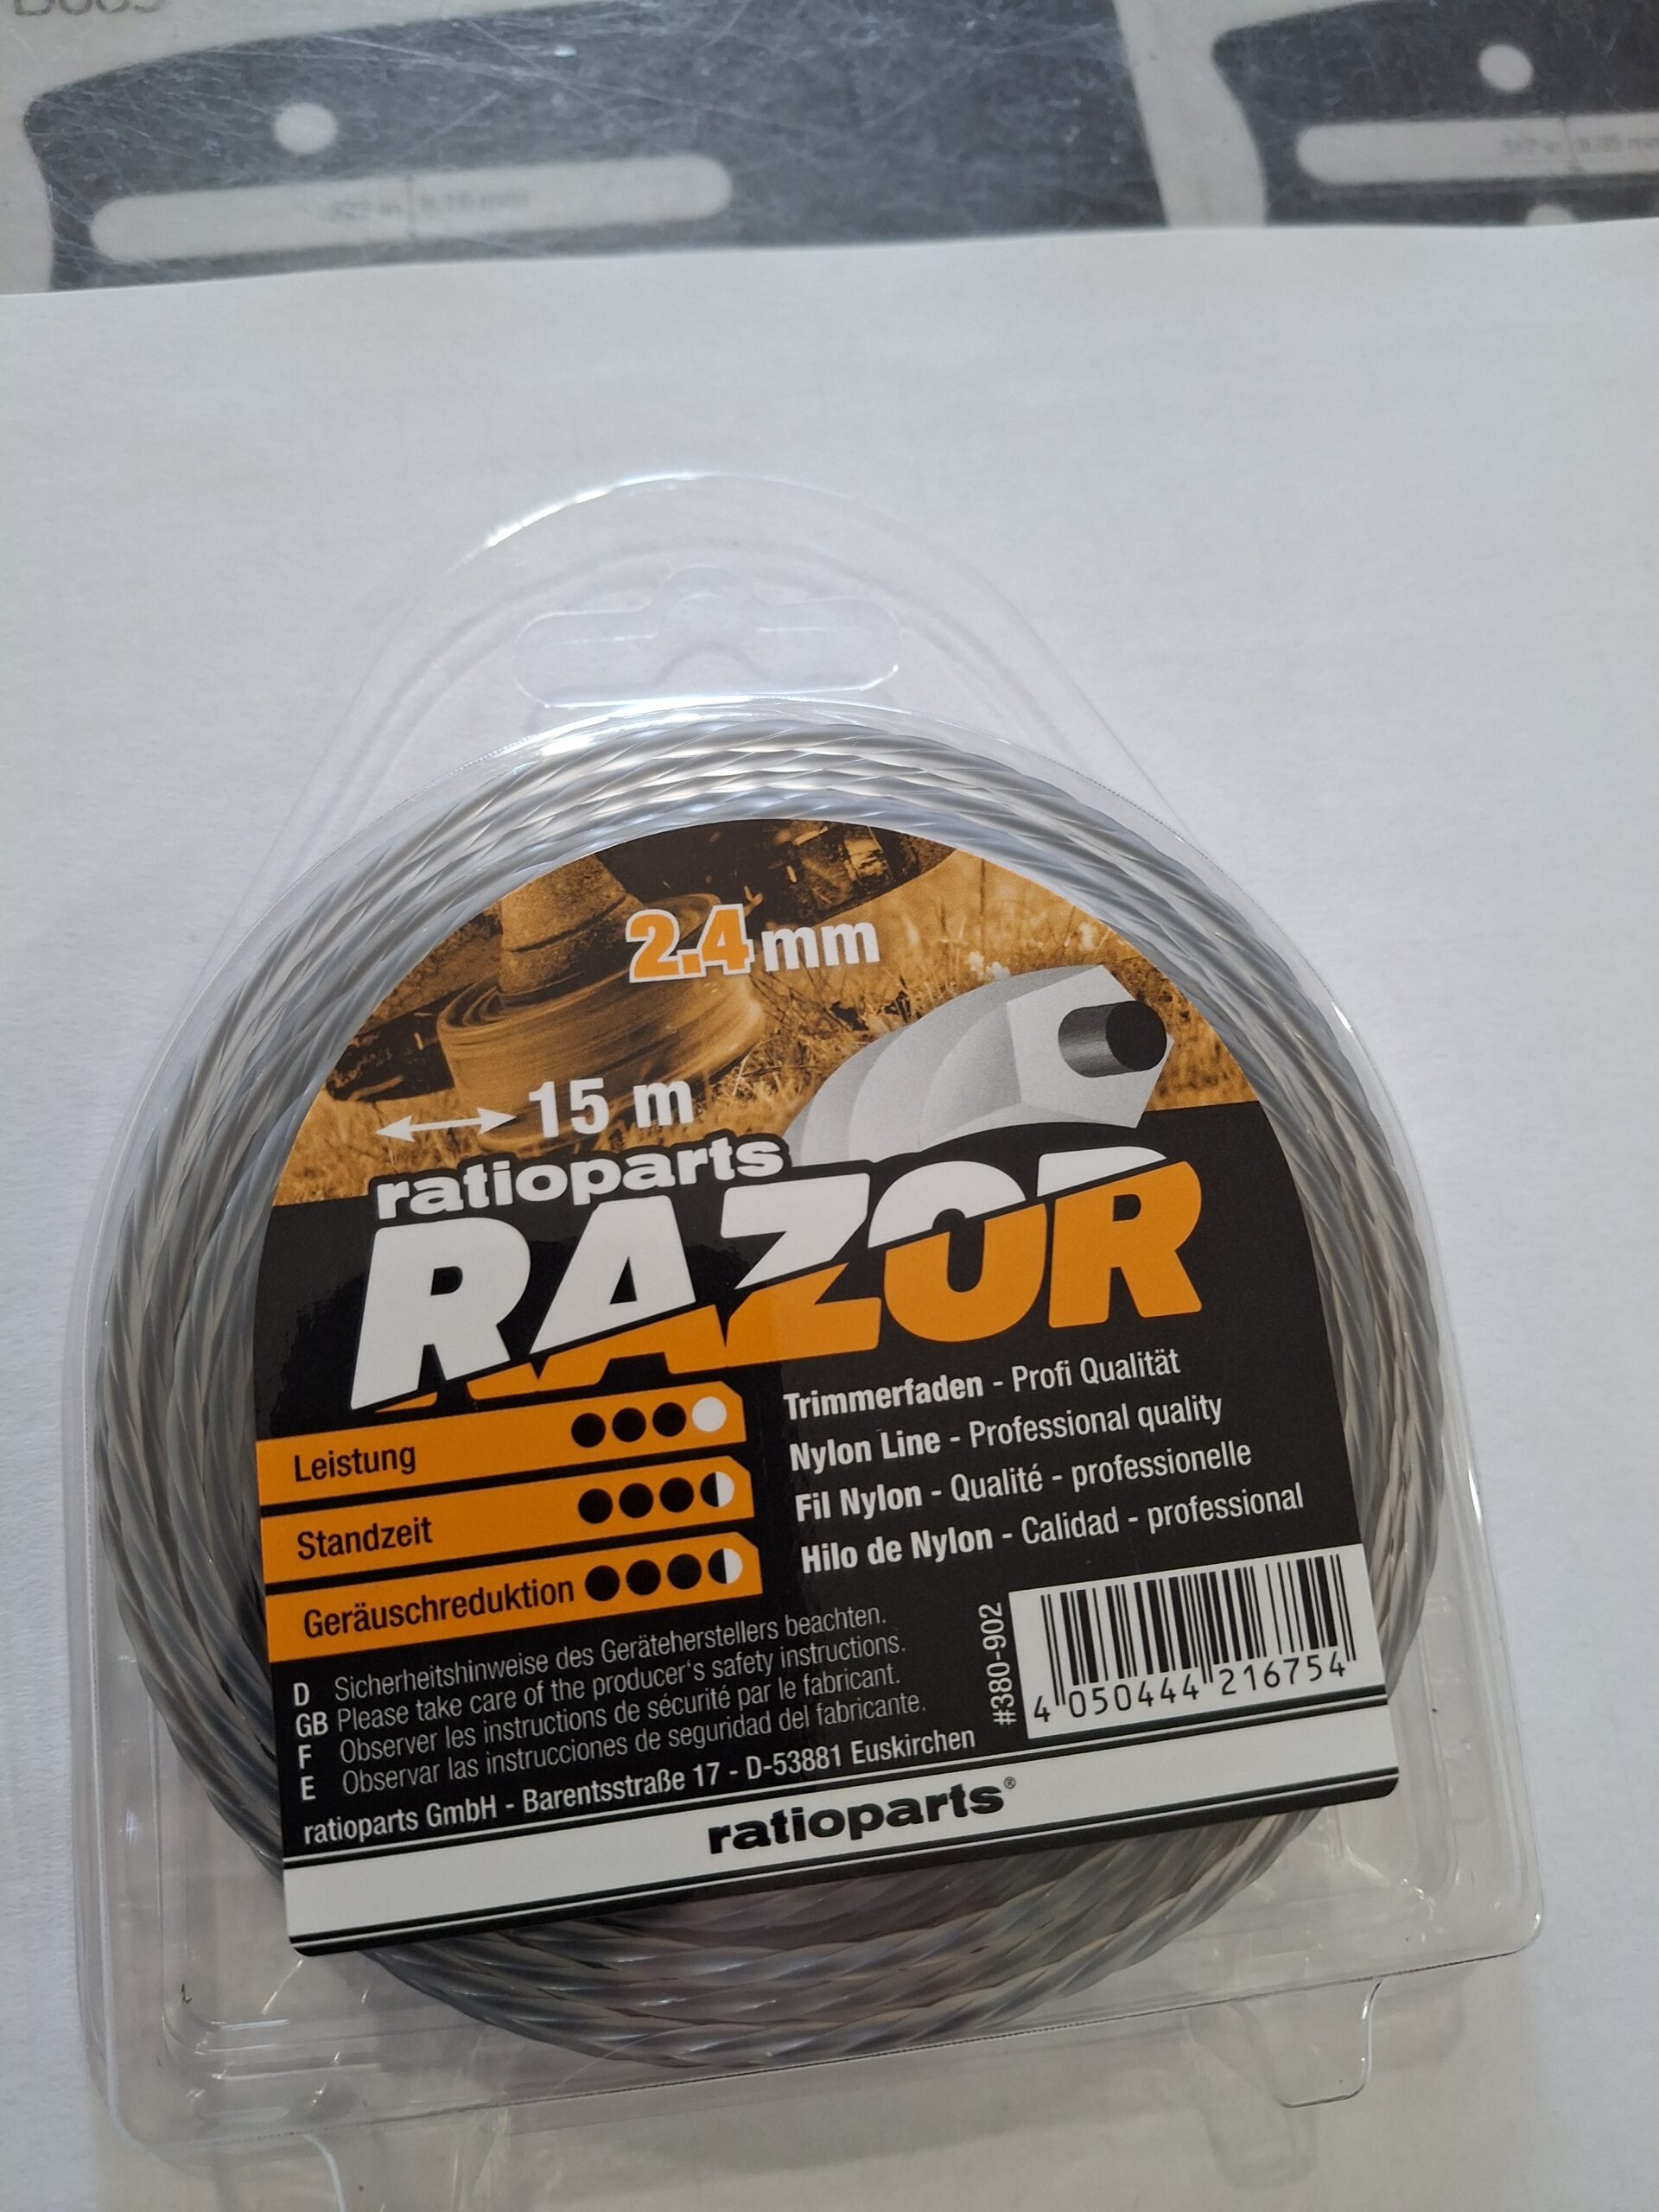 2.4 mm
15 m
ratioparts
RAZOR
Leistung
Standzeit
Geräuschreduktion
Trimmerfaden - Profi Qualität
Nylon Line - Professional quality
Fil Nylon - Qualité - professionelle
Hilo de Nylon - Calidad - professional
D Sicherheitshinweise des Geräteherstellers beachten.
GB Please take care of the producer's safety instructions.
F Observer les instructions de sécurité par le fabricant.
E Observar las instrucciones de seguridad del fabricante.
ratioparts GmbH - Barentsstraße 17 - D-53881 Euskirchen
#380-902
4 050444 216754
ratioparts®